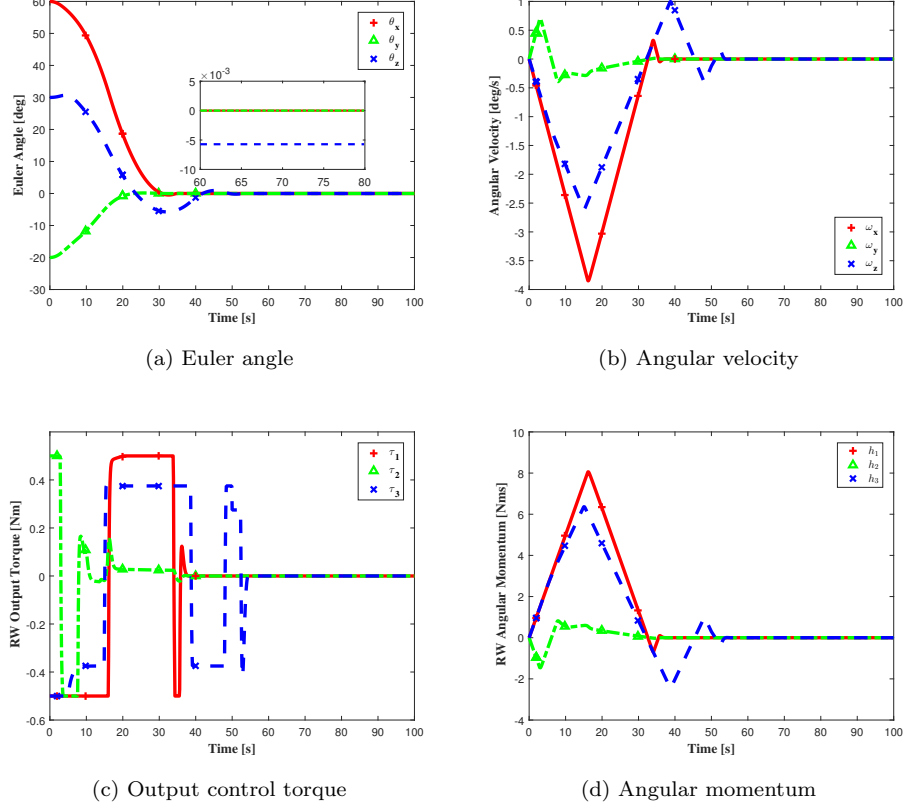 60
50
40
30
20
10
0
-10
-20
-30
0 10 20 30 40 50 60 70 80 90 100
Euler Angle [deg]
Time [s]
θx
θy
θz
×10-3
5
0
-5
-10
60 65 70 75 80
(a) Euler angle
1
0.5
0
-0.5
-1
-1.5
-2
-2.5
-3
-3.5
-4
0 10 20 30 40 50 60 70 80 90 100
Angular Velocity [deg/s]
Time [s]
ωx
ωy
ωz
(b) Angular velocity
0.4
0.2
0
-0.2
-0.4
-0.6
0 10 20 30 40 50 60 70 80 90 100
RW Output Torque [Nm]
Time [s]
τ1
τ2
τ3
(c) Output control torque
10
8
6
4
2
0
-2
-4
0 10 20 30 40 50 60 70 80 90 100
RW Angular Momentum [Nms]
Time [s]
h1
h2
h3
(d) Angular momentum